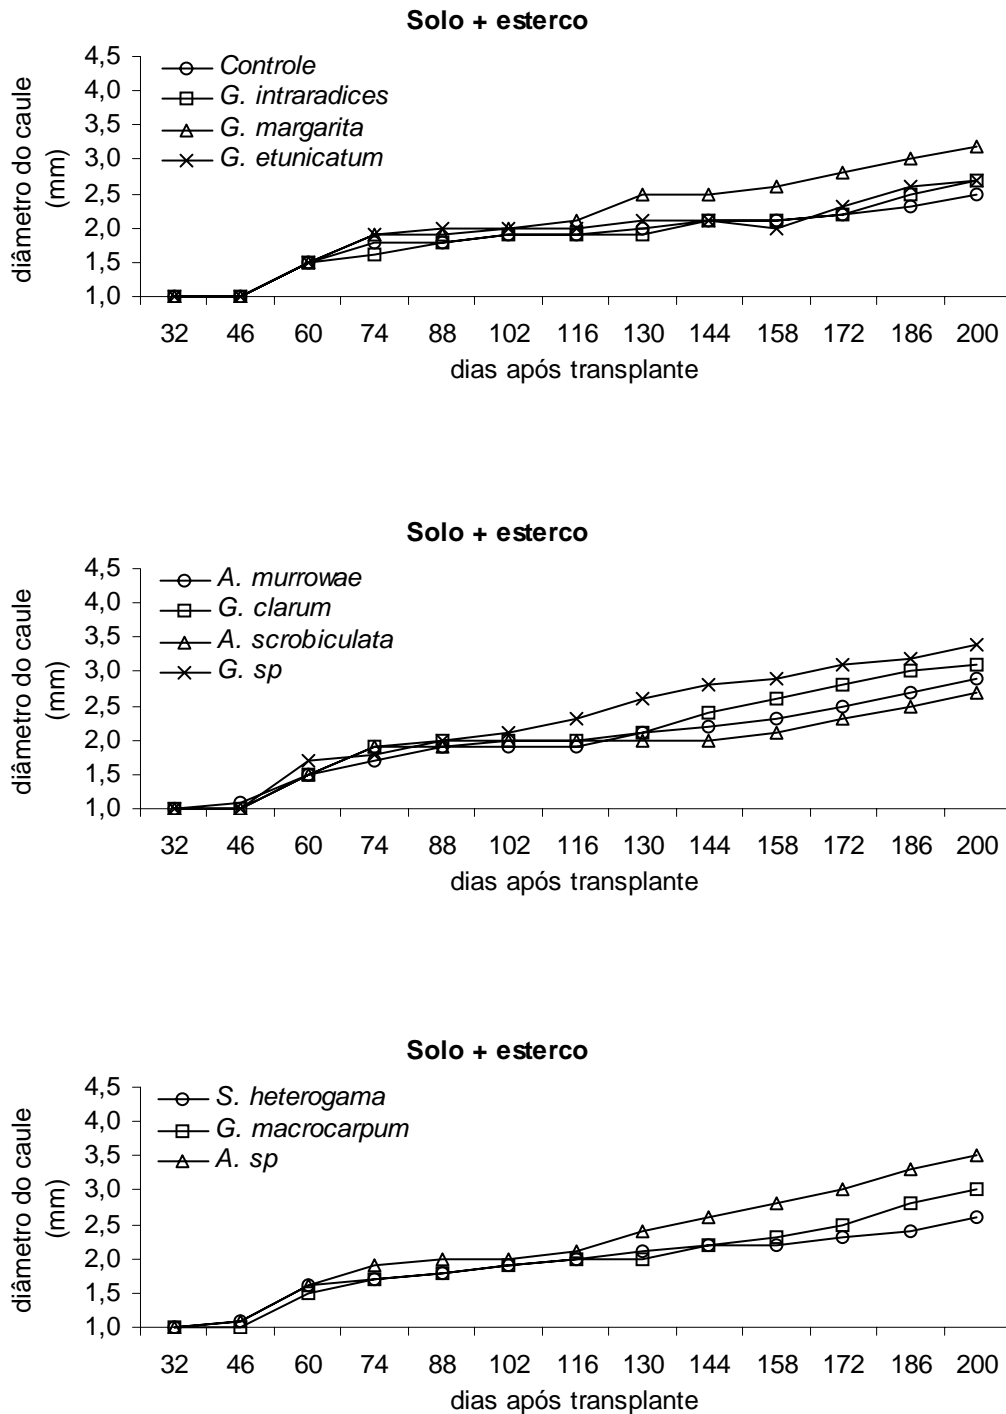 Solo + esterco
diâmetro do caule
(mm)
4,5
4,0
3,5
3,0
2,5
2,0
1,5
1,0
Controle
G. intraradices
G. margarita
G. etunicatum
32 46 60 74 88 102 116 130 144 158 172 186 200
dias após transplante
Solo + esterco
diâmetro do caule
(mm)
4,5
4,0
3,5
3,0
2,5
2,0
1,5
1,0
A. murrowae
G. clarum
A. scrobiculata
G. sp
32 46 60 74 88 102 116 130 144 158 172 186 200
dias após transplante
Solo + esterco
diâmetro do caule
(mm)
4,5
4,0
3,5
3,0
2,5
2,0
1,5
1,0
S. heterogama
G. macrocarpum
A. sp
32 46 60 74 88 102 116 130 144 158 172 186 200
dias após transplante